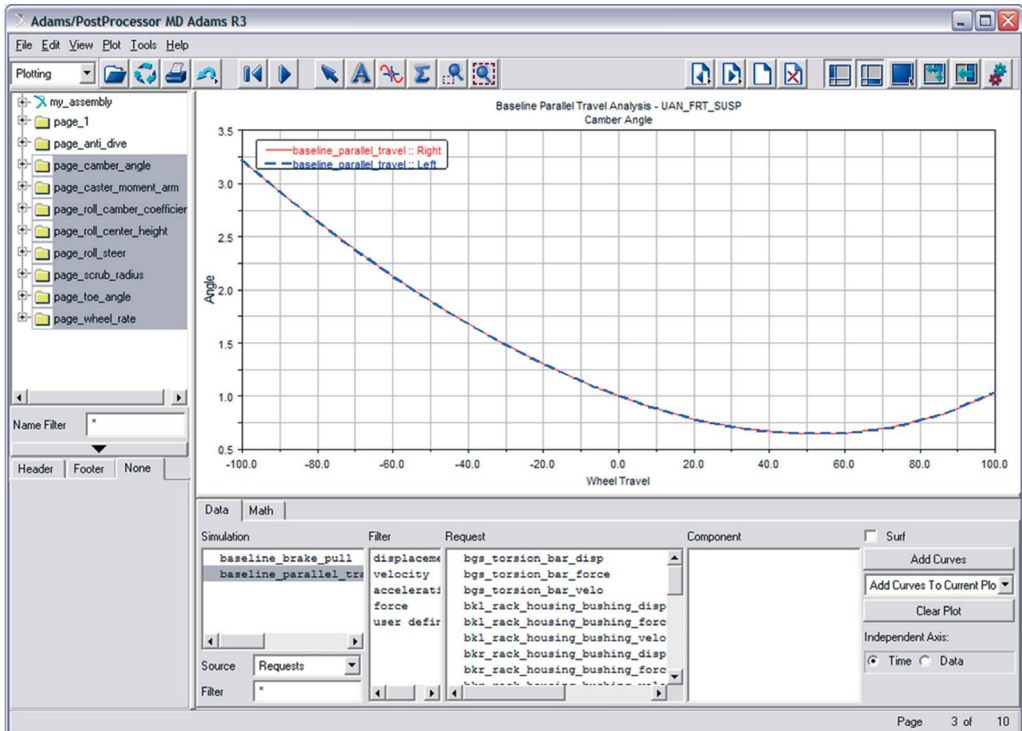 Adams/PostProcessor MD Adams R3
File Edit View Plot Tools Help
Plotting
my_assembly
page_1
page_anti_dive
page_camber_angle
page_caster_moment_arm
page_roll_camber_coefficier
page_roll_center_height
page_roll_steer
page_scrub_radius
page_toe_angle
page_wheel_rate
Name Filter *
Header Footer None
Baseline Parallel Travel Analysis - UAN_FRT_SUSP
Camber Angle
baseline_parallel_travel :: Right
baseline_parallel_travel :: Left
3.5
3.0
2.5
2.0
1.5
1.0
0.5
Angle
-100.0 -80.0 -60.0 -40.0 -20.0 0.0 20.0 40.0 60.0 80.0 100.0
Wheel Travel
Data Math
Simulation
baseline_brake_pull
baseline_parallel_tra
Source Requests
Filter *
Filter
displaceme
velocity
accelerati
force
user defin
Request
bgs_torsion_bar_disp
bgs_torsion_bar_force
bgs_torsion_bar_velo
bkl_rack_housing_bushing_disp
bkl_rack_housing_bushing_forc
bkl_rack_housing_bushing_velo
bkr_rack_housing_bushing_disp
bkr_rack_housing_bushing_forc
bkr_rack_housing_bushing_velo
Component
Surf
Add Curves
Add Curves To Current Plo
Clear Plot
Independent Axis:
Time Data
Page 3 of 10